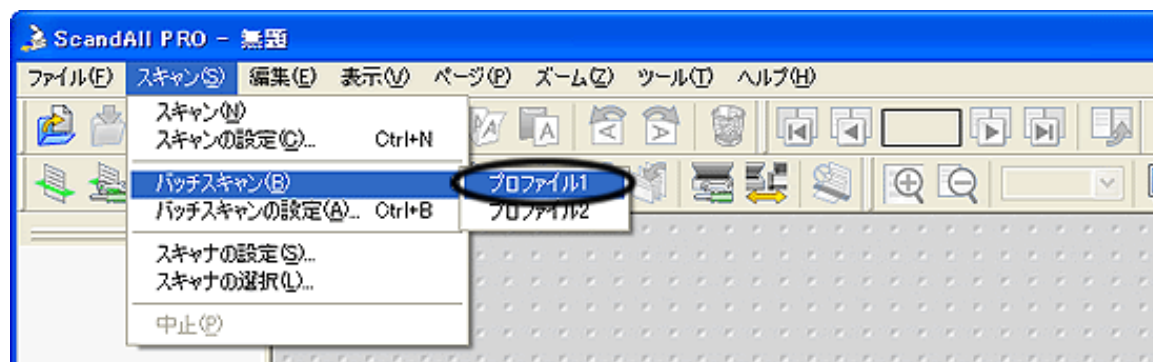 ScandAll PRO - 無題
ファイル(F) スキャン(S) 編集(E) 表示(V) ページ(P) ズーム(Z) ツール(T) ヘルプ(H)
スキャン(N)
スキャンの設定(C)... Ctrl+N
バッチスキャン(B) プロファイル1
バッチスキャンの設定(A)... Ctrl+B プロファイル2
スキャナの設定(S)...
スキャナの選択(L)...
中止(P)